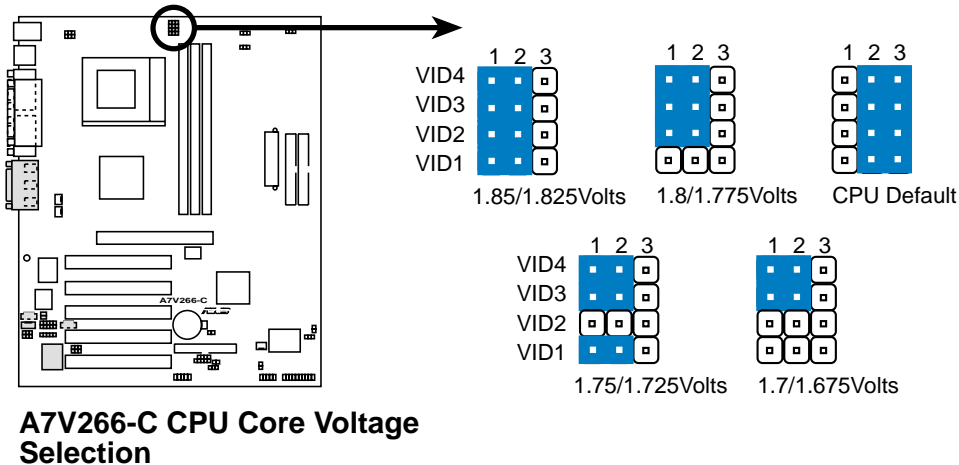 1 2 3
VID4
VID3
VID2
VID1
1.85/1.825Volts
1 2 3
1.8/1.775Volts
1 2 3
CPU Default
1 2 3
VID4
VID3
VID2
VID1
1.75/1.725Volts
1 2 3
1.7/1.675Volts
A7V266-C
ASUS
A7V266-C CPU Core Voltage
Selection